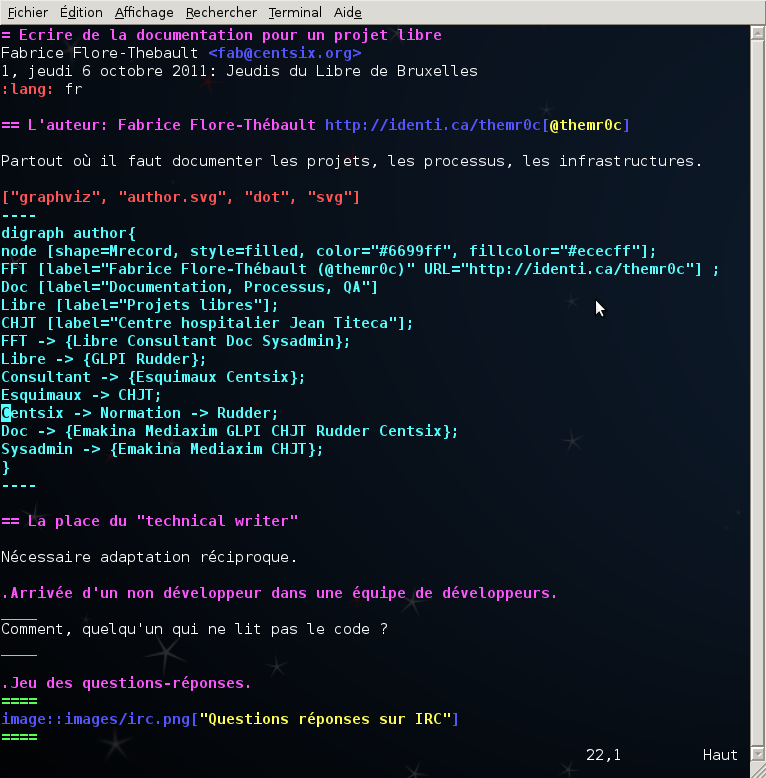 Fichier Édition Affichage Rechercher Terminal Aide
= Ecrire de la documentation pour un projet libre
Fabrice Flore-Thebault <fab@centsix.org>
1, jeudi 6 octobre 2011: Jeudis du Libre de Bruxelles
:lang: fr
== L'auteur: Fabrice Flore-Thébault http://identi.ca/themr0c[@themr0c]
Partout où il faut documenter les projets, les processus, les infrastructures.
["graphviz", "author.svg", "dot", "svg"]
----
digraph author{
node [shape=Mrecord, style=filled, color="#6699ff", fillcolor="#ececff"];
FFT [label="Fabrice Flore-Thébault (@themr0c)" URL="http://identi.ca/themr0c"] ;
Doc [label="Documentation, Processus, QA"]
Libre [label="Projets libres"];
CHJT [label="Centre hospitalier Jean Titeca"];
FFT -> {Libre Consultant Doc Sysadmin};
Libre -> {GLPI Rudder};
Consultant -> {Esquimaux Centsix};
Esquimaux -> CHJT;
Centsix -> Normation -> Rudder;
Doc -> {Emakina Mediaxim GLPI CHJT Rudder Centsix};
Sysadmin -> {Emakina Mediaxim CHJT};
}
----
== La place du "technical writer"
Nécessaire adaptation réciproque.
.Arrivée d'un non développeur dans une équipe de développeurs.
____
Comment, quelqu'un qui ne lit pas le code ?
____
.Jeu des questions-réponses.
====
image::images/irc.png["Questions réponses sur IRC"]
====
22,1 Haut